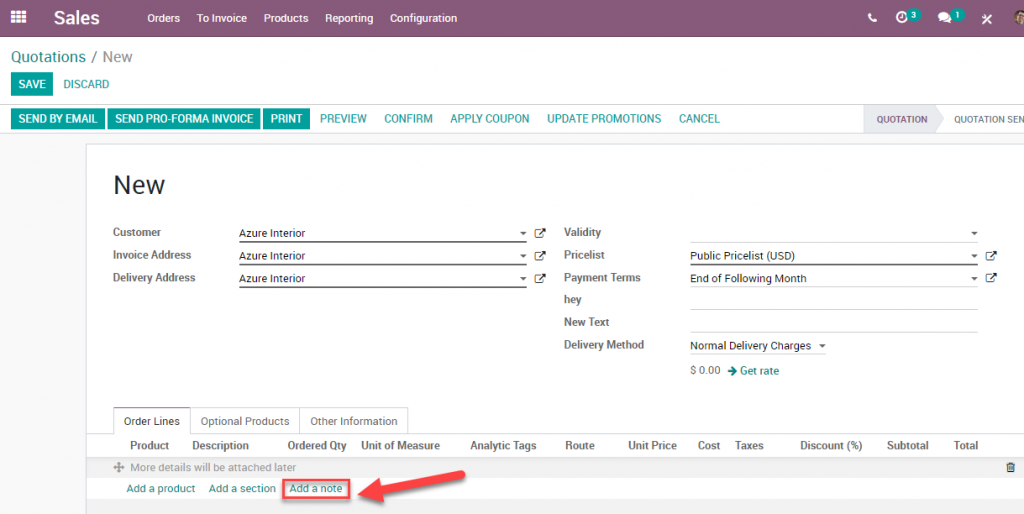 Sales Orders To Invoice Products Reporting Configuration 3 1
Quotations / New
SAVE DISCARD
SEND BY EMAIL SEND PRO-FORMA INVOICE PRINT PREVIEW CONFIRM APPLY COUPON UPDATE PROMOTIONS CANCEL QUOTATION QUOTATION SEN
New
Customer Azure Interior Validity
Invoice Address Azure Interior Pricelist Public Pricelist (USD)
Delivery Address Azure Interior Payment Terms End of Following Month
hey
New Text
Delivery Method Normal Delivery Charges
$ 0.00 Get rate
Order Lines Optional Products Other Information
Product Description Ordered Qty Unit of Measure Analytic Tags Route Unit Price Cost Taxes Discount (%) Subtotal Total
More details will be attached later
Add a product Add a section Add a note